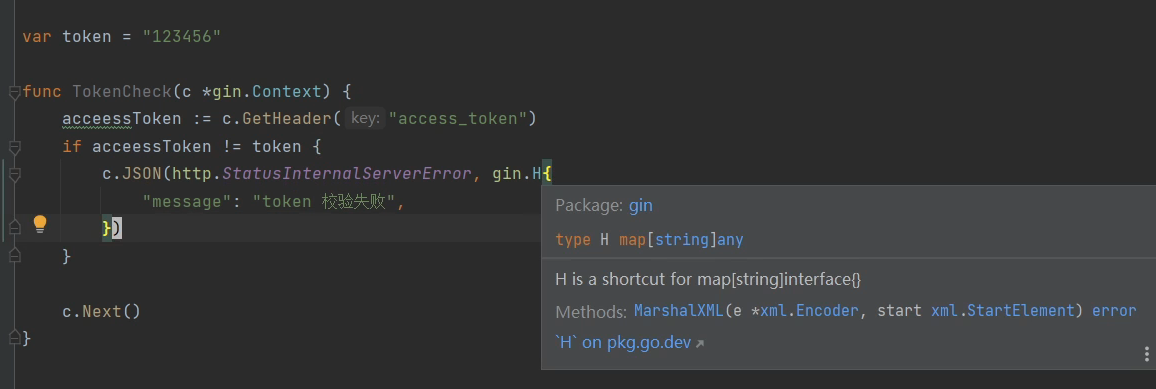 var token = "123456"
func TokenCheck(c *gin.Context) {
acceessToken := c.GetHeader( key: "access_token")
if acceessToken != token {
c.JSON(http.StatusInternalServerError, gin.H{
"message": "token 校验失败",
})
}
c.Next()
}
Package: gin
type H map[string]any
H is a shortcut for map[string]interface{}
Methods: MarshalXML(e *xml.Encoder, start xml.StartElement) error
`H` on pkg.go.dev ↗